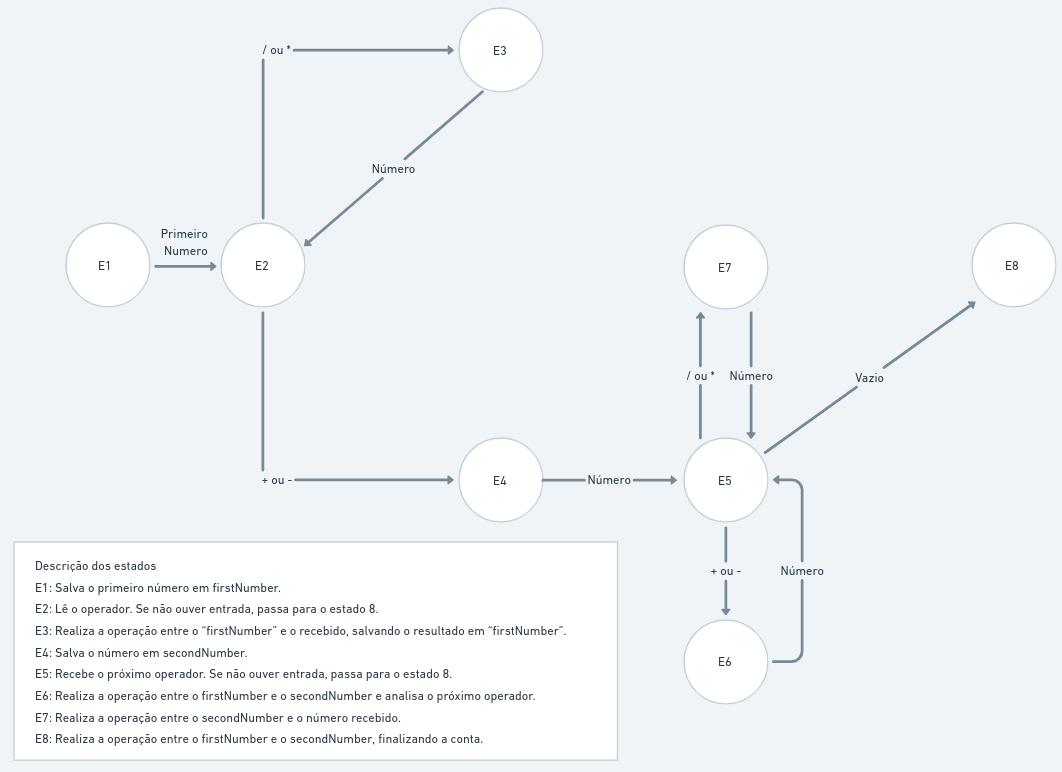 / ou *
E3
Número
Primeiro
Numero
E1
E2
E7
E8
/ ou *
Número
Vazio
+ ou -
E4
Número
E5
+ ou -
Número
E6
Descrição dos estados
E1: Salva o primeiro número em firstNumber.
E2: Lê o operador. Se não ouver entrada, passa para o estado 8.
E3: Realiza a operação entre o “firstNumber” e o recebido, salvando o resultado em “firstNumber”.
E4: Salva o número em secondNumber.
E5: Recebe o próximo operador. Se não ouver entrada, passa para o estado 8.
E6: Realiza a operação entre o firstNumber e o secondNumber e analisa o próximo operador.
E7: Realiza a operação entre o secondNumber e o número recebido.
E8: Realiza a operação entre o firstNumber e o secondNumber, finalizando a conta.